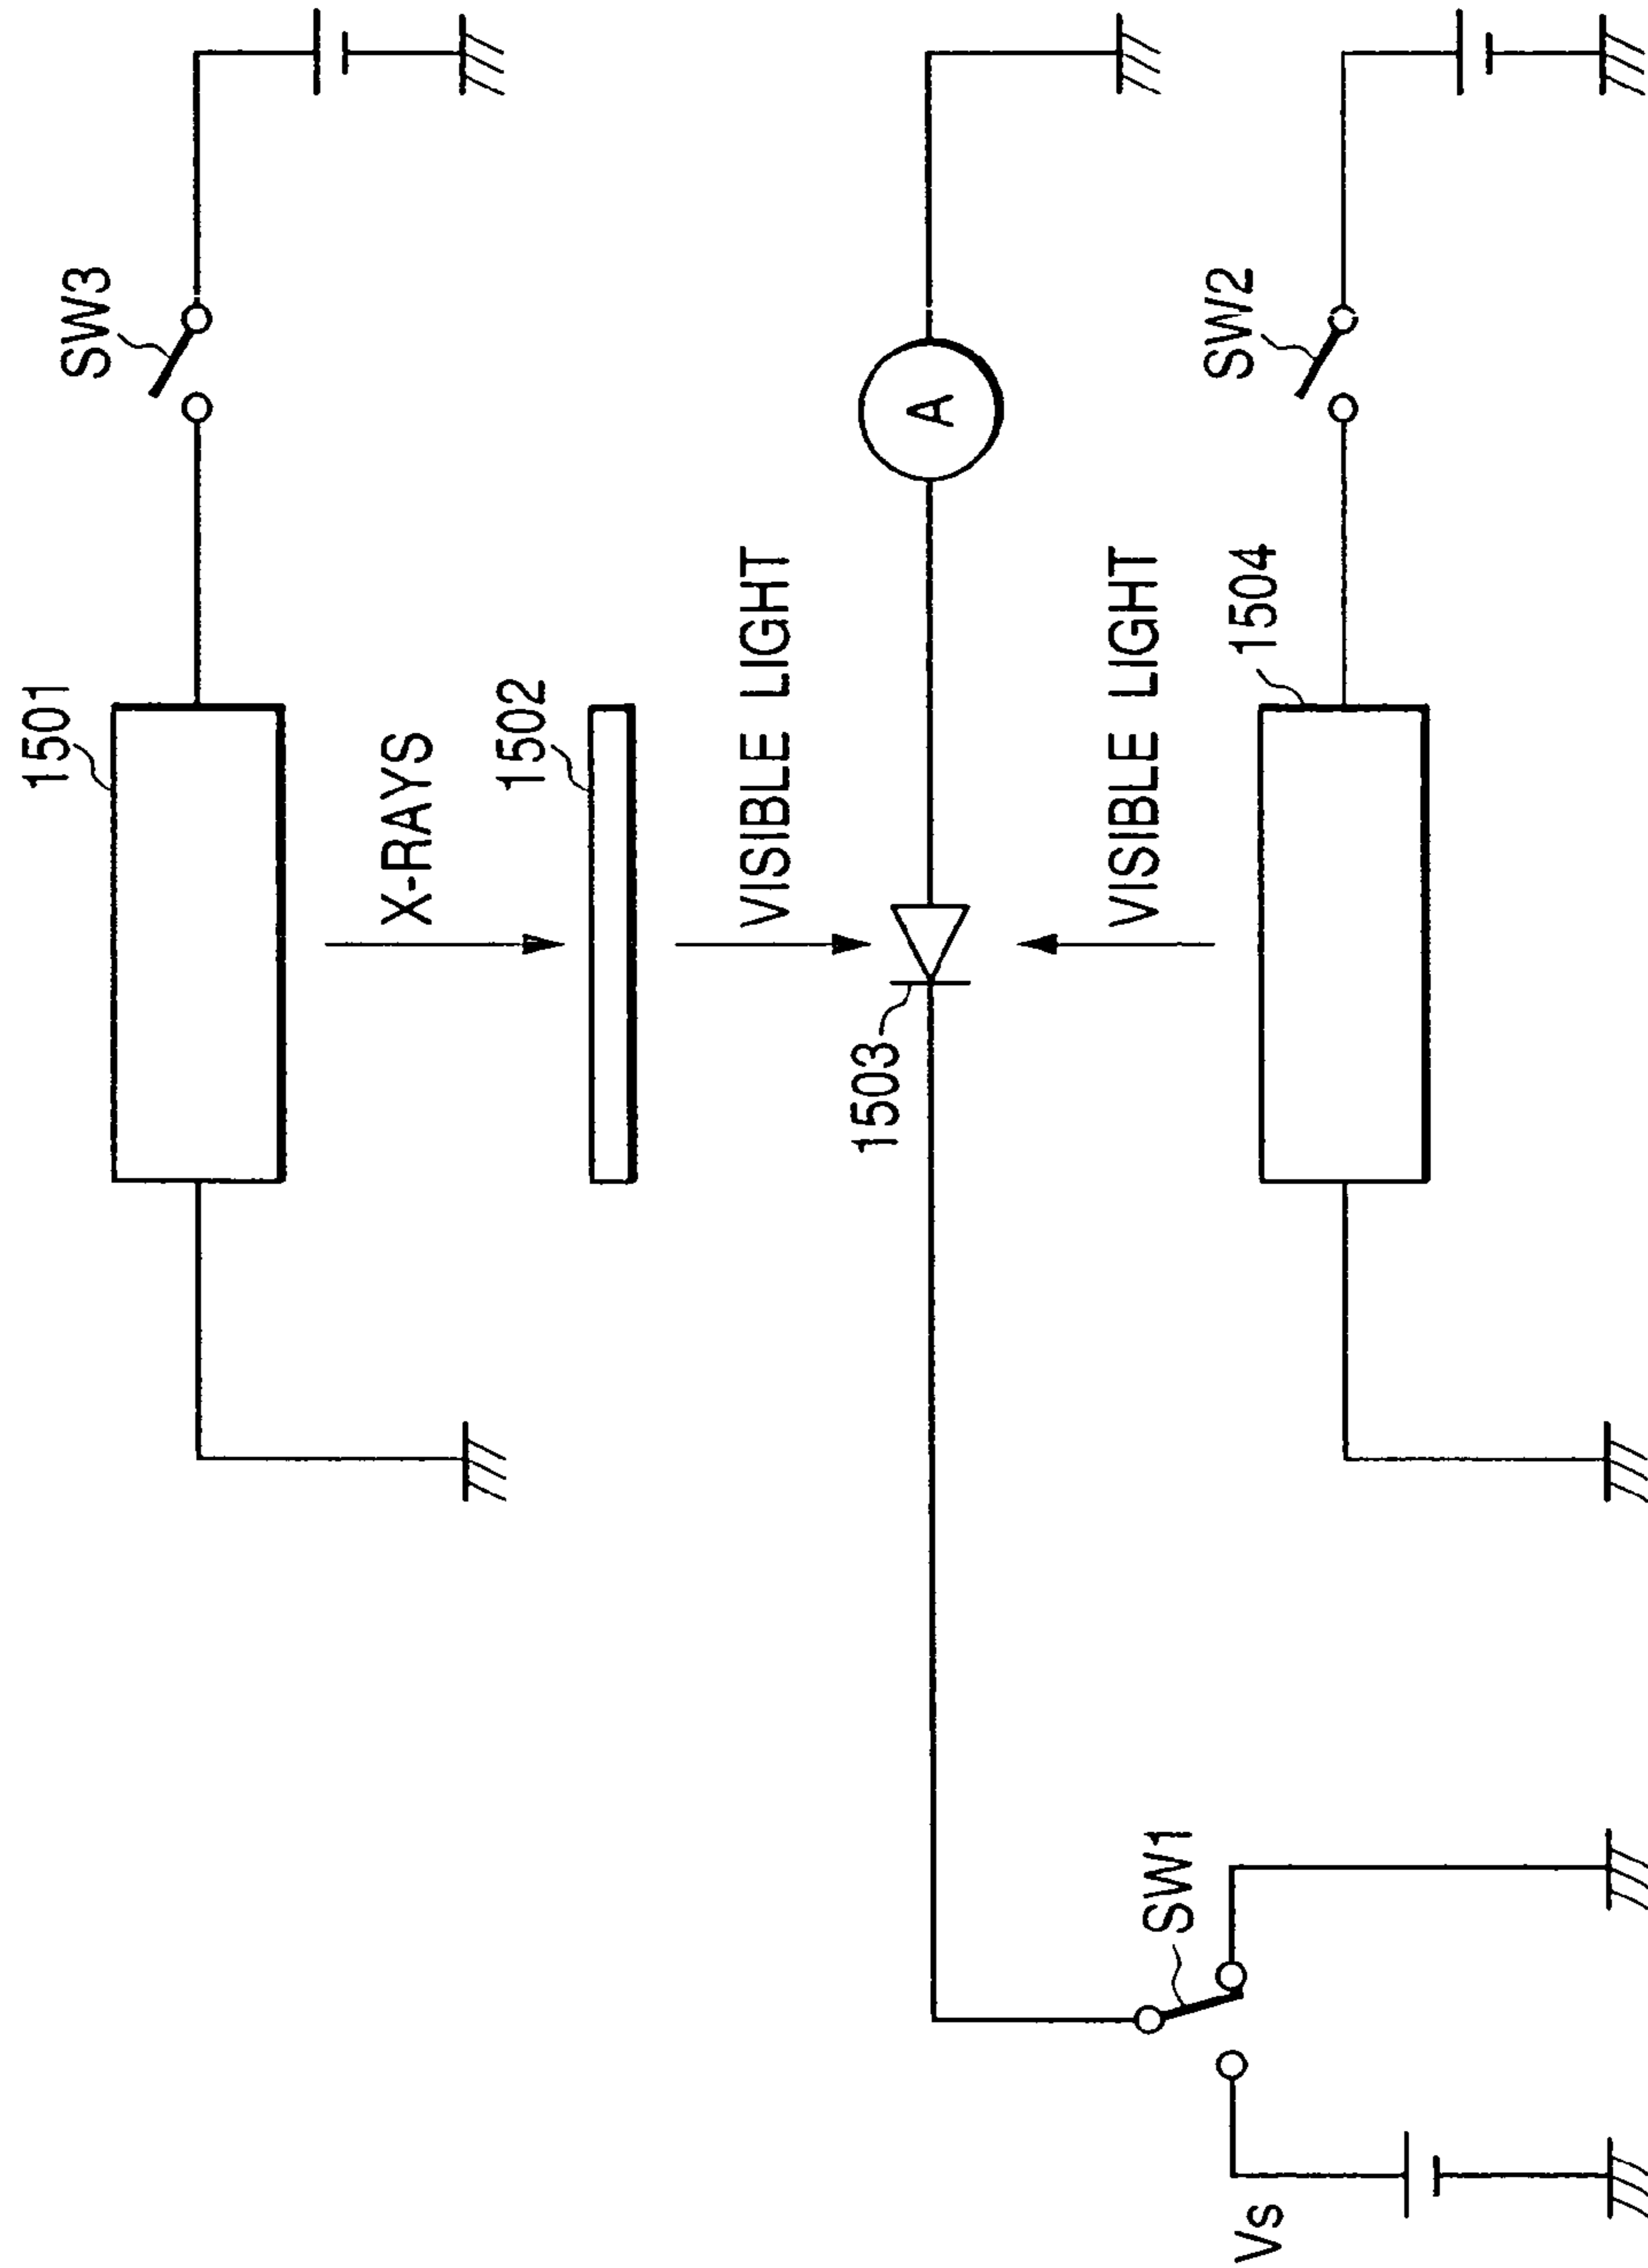 1501
SW3
X-RAYS
1502
VISIBLE LIGHT
1503
A
VISIBLE LIGHT
1504
SW2
SW1
Vs